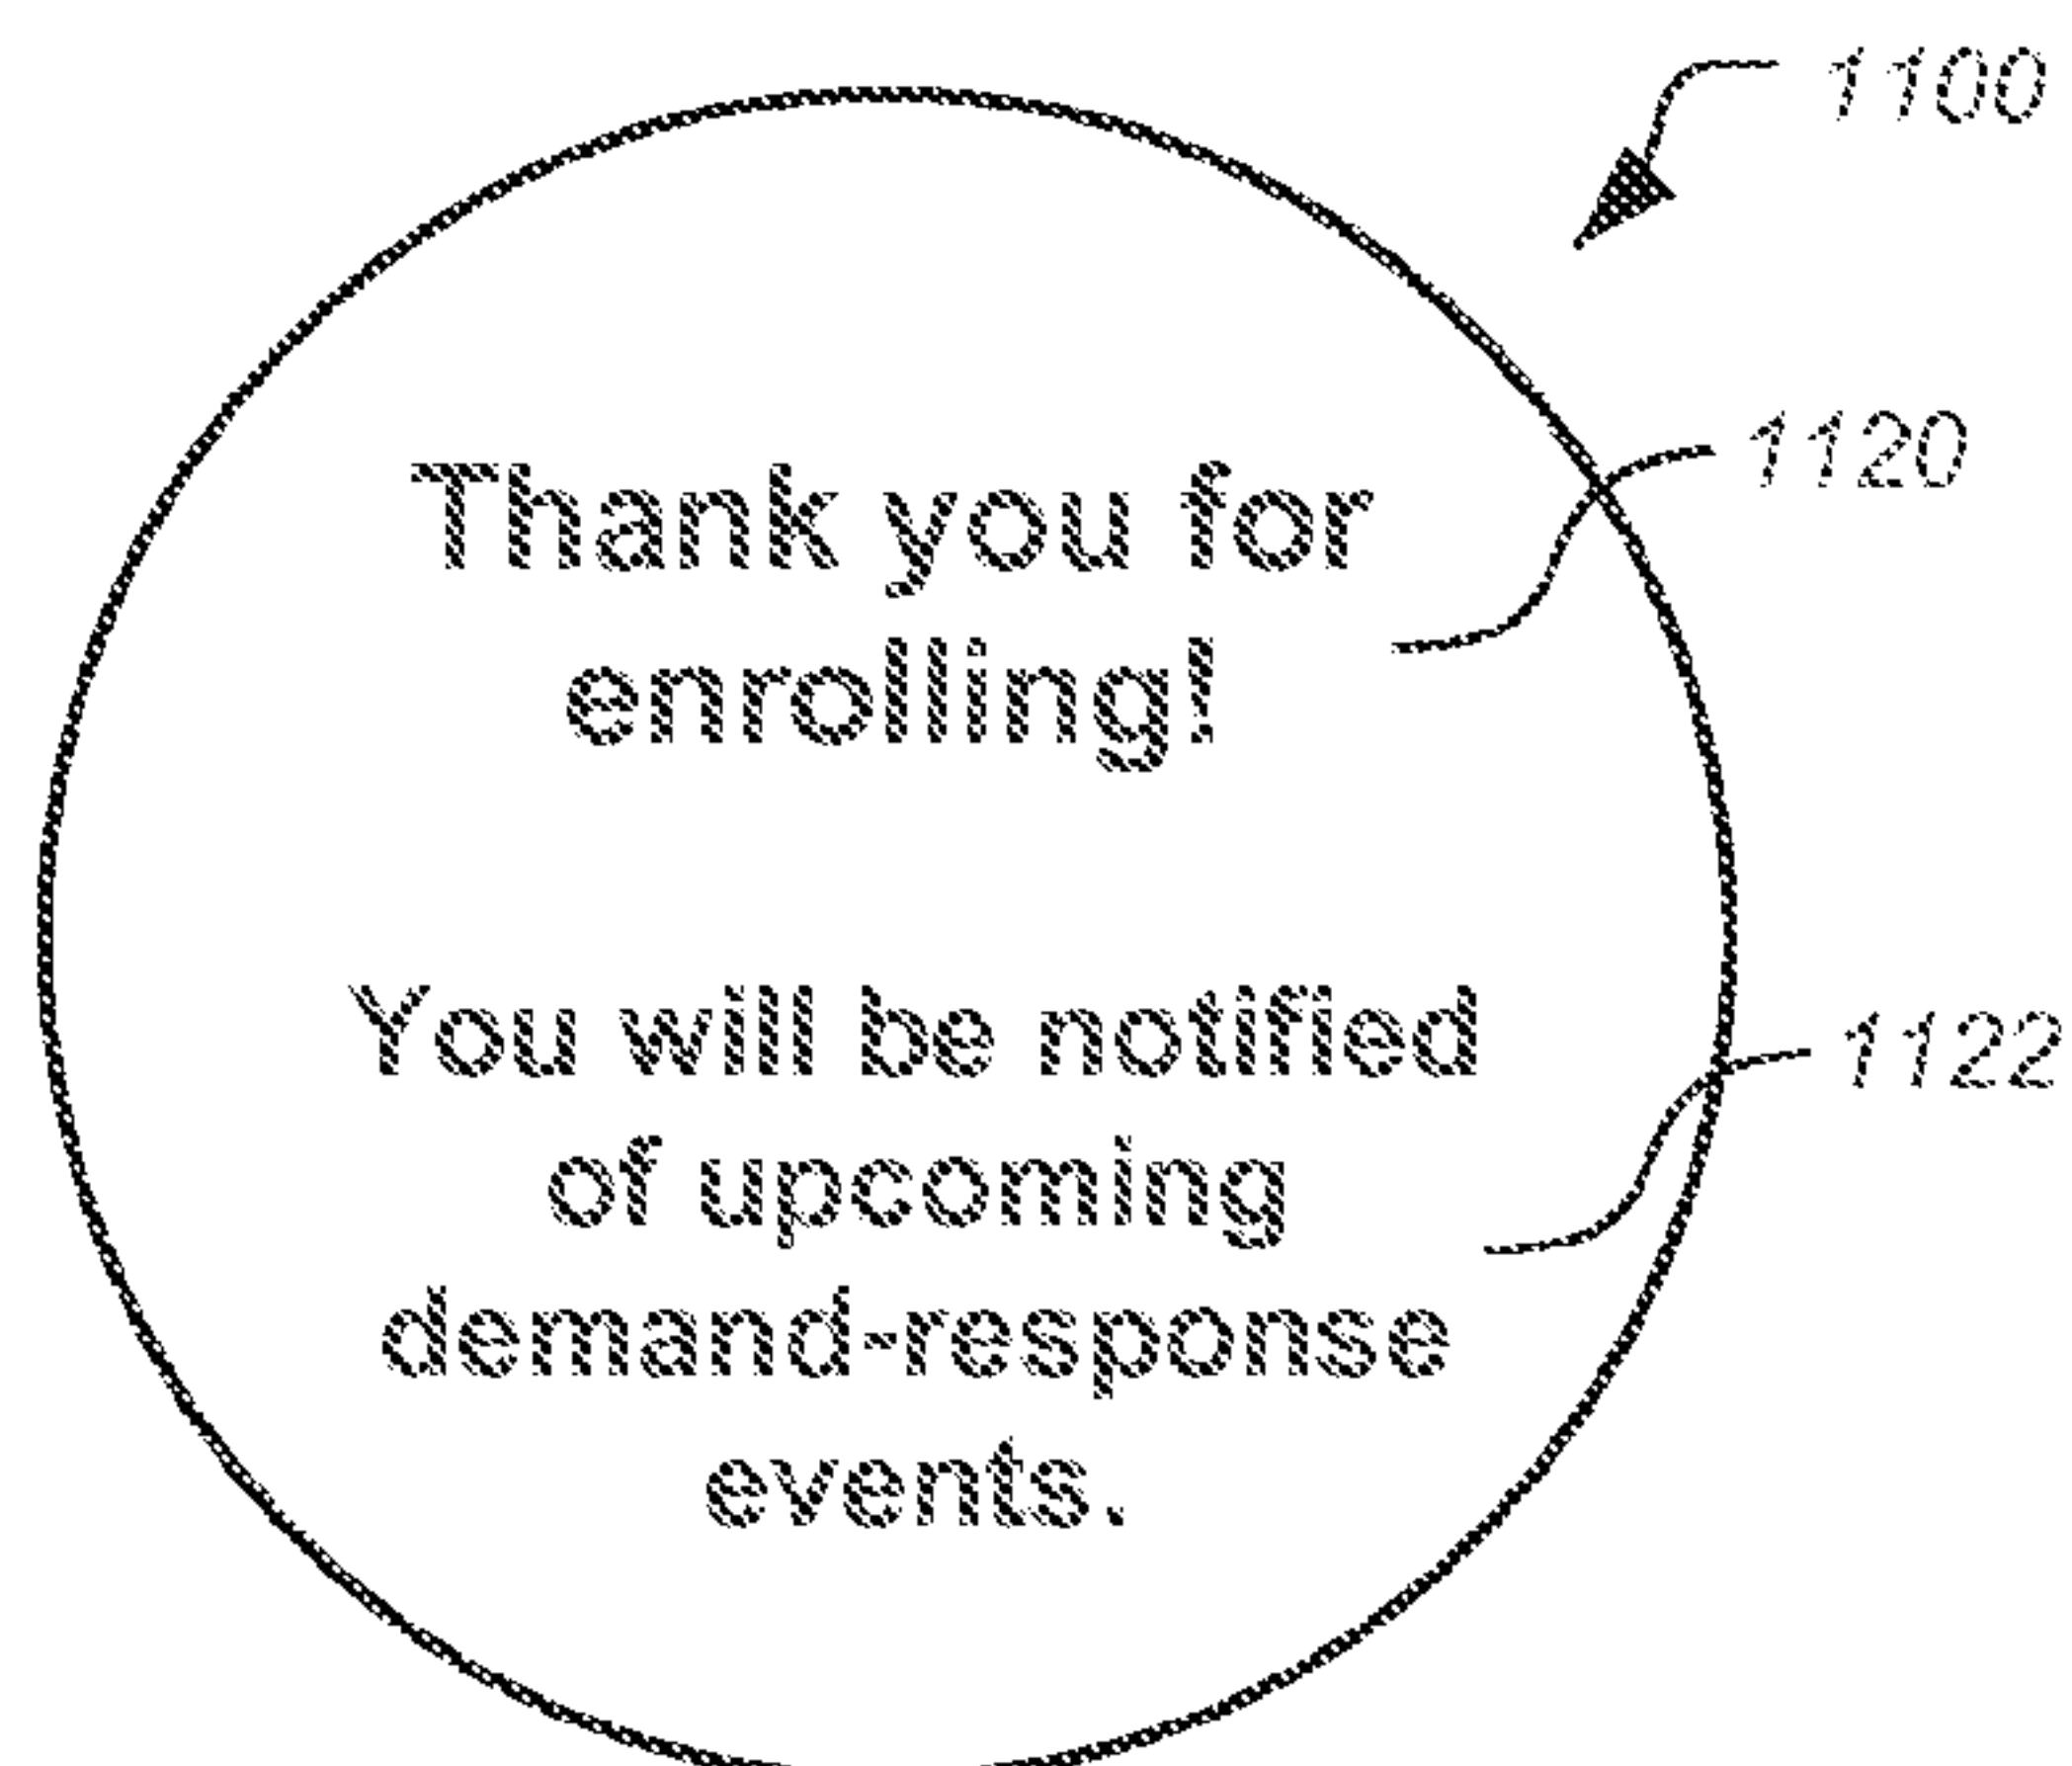 1100
1120
Thank you for
enrolling!
1122
You will be notified
of upcoming
demand-response
events.